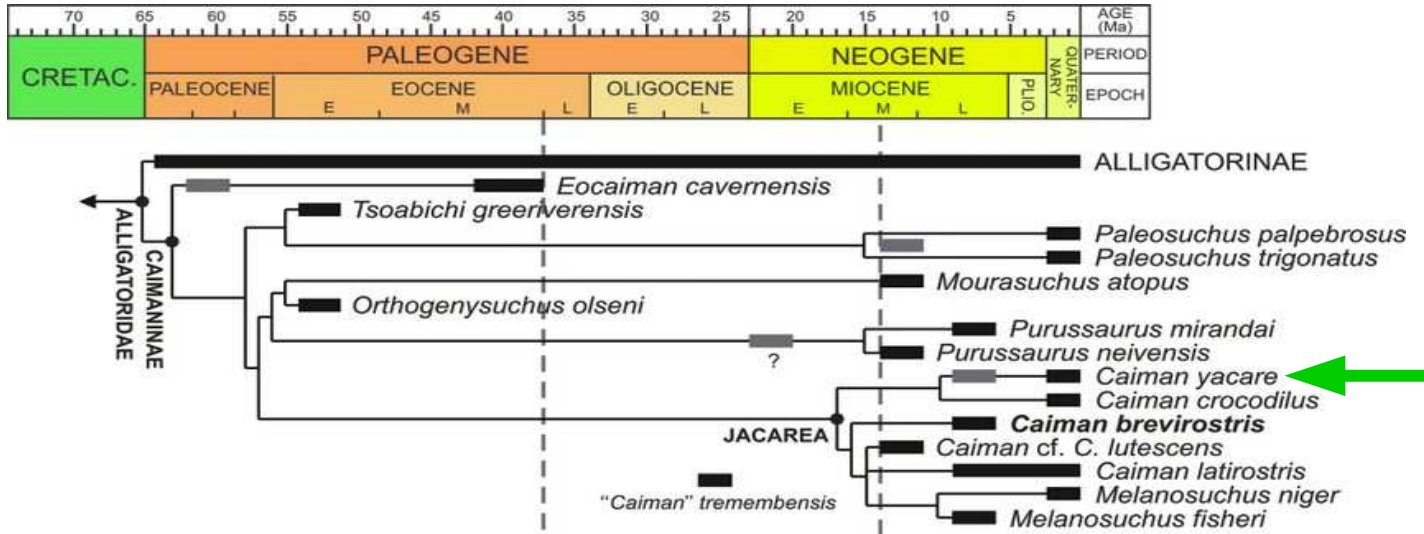 70 65 60 55 50 45 40 35 30 25 20 15 10 5 AGE (Ma)
CRETAC. PALEOGENE NEOGENE QUATER-NARY PERIOD
PALEOCENE EOCENE OLIGOCENE MIOCENE PLIO. EPOCH
E M L E L E M L
ALLIGATORINAE
Eocaiman cavernensis
Tsoabichi greeriverensis
ALLIGATORIDAE
CAIMANINAE
Paleosuchus palpebrosus
Paleosuchus trigonatus
Mourasuchus atopus
Orthogenysuchus olseni
Purussaurus mirandai
?
Purussaurus neivensis
Caiman yacare
Caiman crocodilus
JACAREA
Caiman brevirostris
Caiman cf. C. lutescens
Caiman latirostris
"Caiman" tremembensis
Melanosuchus niger
Melanosuchus fisheri